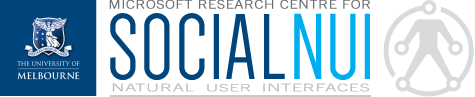 THE UNIVERSITY OF
MELBOURNE
MICROSOFT RESEARCH CENTRE FOR
SOCIALNUI
NATURAL USER INTERFACES